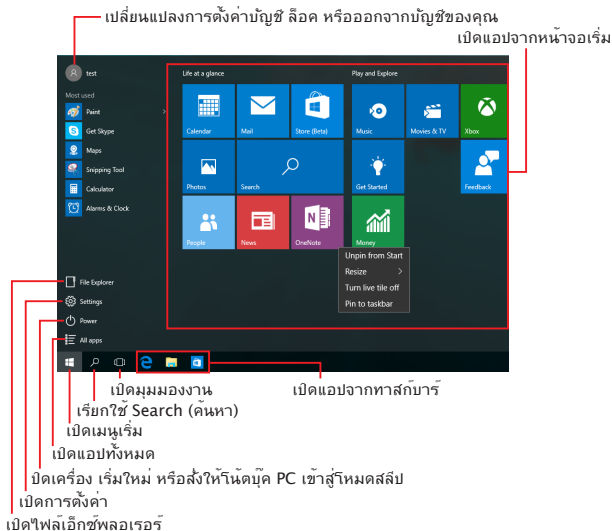 เปลี่ยนแปลงการตั้งค่าบัญชี ล็อค หรือออกจากบัญชีของคุณ
เปิดแอปจากหน้าจอเริ่ม
test
Life at a glance
Play and Explore
Most used
Paint
Get Skype
Maps
Snipping Tool
Calculator
Alarms & Clock
Calendar
Mail
Store (Beta)
Music
Movies & TV
Xbox
Photos
Search
Get Started
Feedback
People
News
OneNote
Money
Unpin from Start
Resize
Turn live tile off
Pin to taskbar
File Explorer
Settings
Power
All apps
เปิดมุมมองงาน
เปิดแอปจากทาสก์บาร์
เรียกใช้ Search (ค้นหา)
เปิดเมนูเริ่ม
เปิดแอปทั้งหมด
ปิดเครื่อง เริ่มใหม่ หรือสั่งให้โน้ตบุ๊ค PC เข้าสู่โหมดสลีป
เปิดการตั้งค่า
เปิดไฟล์เอ็กซ์พลอเรอร์